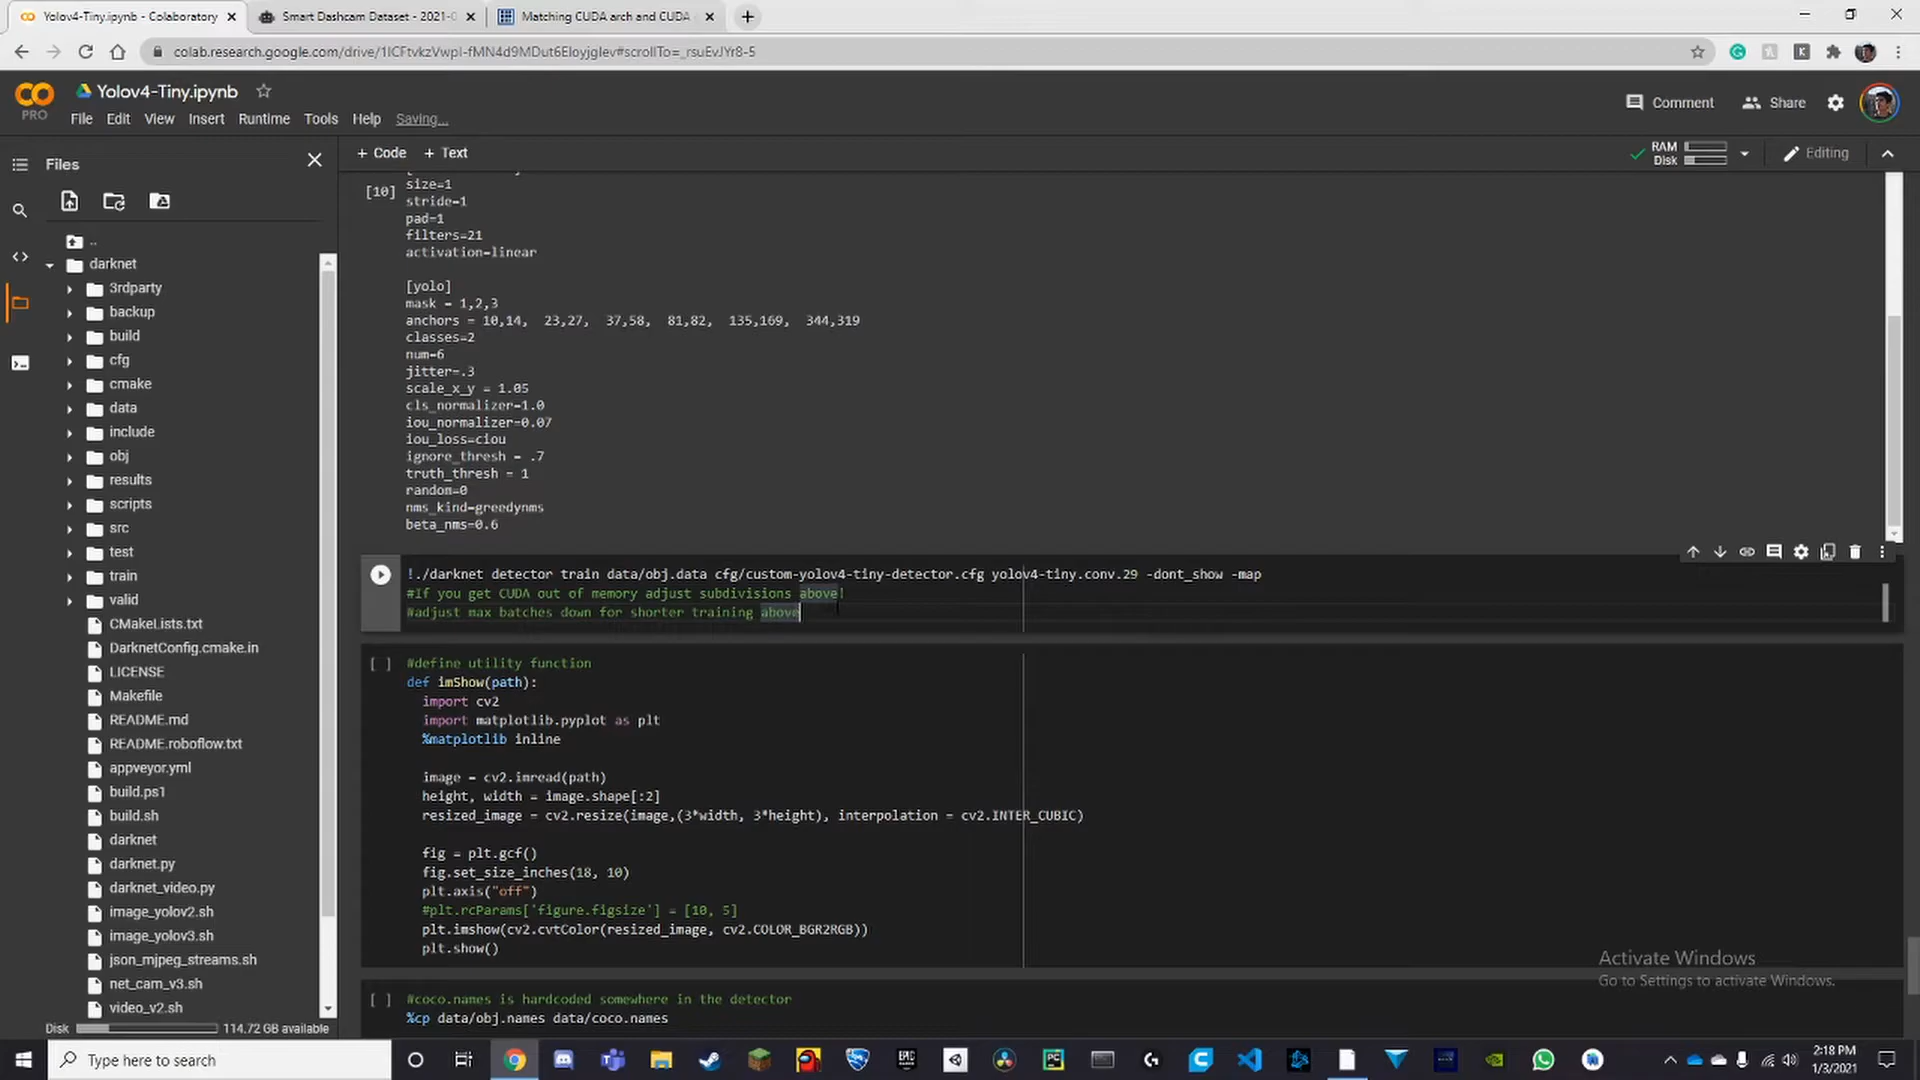 Yolov4-Tiny.ipynb - Colaboratory
Smart Dashcam Dataset - 2021-0
Matching CUDA arch and CUDA
colab.research.google.com/drive/1ICFtvkzVwpI-fMN4d9MDut6EloyjgIev#scrollTo=_rsuEvJYr8-5
PRO
Yolov4-Tiny.ipynb
File Edit View Insert Runtime Tools Help Saving...
Comment
Share
Files
+ Code + Text
RAM
Disk
Editing
..
darknet
3rdparty
backup
build
cfg
cmake
data
include
obj
results
scripts
src
test
train
valid
CMakeLists.txt
DarknetConfig.cmake.in
LICENSE
Makefile
README.md
README.roboflow.txt
appveyor.yml
build.ps1
build.sh
darknet
darknet.py
darknet_video.py
image_yolov2.sh
image_yolov3.sh
json_mjpeg_streams.sh
net_cam_v3.sh
video_v2.sh
Disk 114.72 GB available
[10]
size=1
stride=1
pad=1
filters=21
activation=linear
[yolo]
mask = 1,2,3
anchors = 10,14, 23,27, 37,58, 81,82, 135,169, 344,319
classes=2
num=6
jitter=.3
scale_x_y = 1.05
cls_normalizer=1.0
iou_normalizer=0.07
iou_loss=ciou
ignore_thresh = .7
truth_thresh = 1
random=0
nms_kind=greedynms
beta_nms=0.6
!./darknet detector train data/obj.data cfg/custom-yolov4-tiny-detector.cfg yolov4-tiny.conv.29 -dont_show -map
#If you get CUDA out of memory adjust subdivisions above!
#adjust max batches down for shorter training above
[ ] #define utility function
def imShow(path):
import cv2
import matplotlib.pyplot as plt
%matplotlib inline
image = cv2.imread(path)
height, width = image.shape[:2]
resized_image = cv2.resize(image,(3*width, 3*height), interpolation = cv2.INTER_CUBIC)
fig = plt.gcf()
fig.set_size_inches(18, 10)
plt.axis("off")
#plt.rcParams['figure.figsize'] = [10, 5]
plt.imshow(cv2.cvtColor(resized_image, cv2.COLOR_BGR2RGB))
plt.show()
[ ] #coco.names is hardcoded somewhere in the detector
%cp data/obj.names data/coco.names
Activate Windows
Go to Settings to activate Windows.
Type here to search
EPIC
PC
2:18 PM
1/3/2021